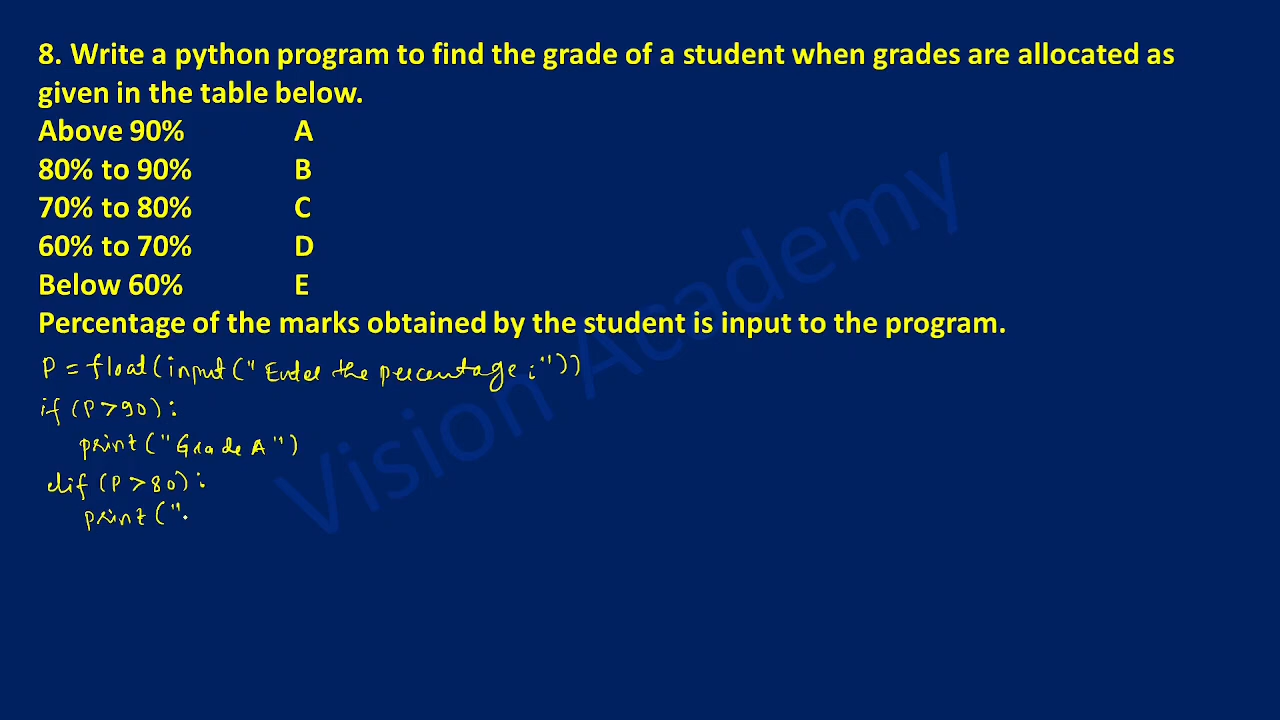 8. Write a python program to find the grade of a student when grades are allocated as
given in the table below.
Above 90% A
80% to 90% B
70% to 80% C
60% to 70% D
Below 60% E
Percentage of the marks obtained by the student is input to the program.
P = float(input("Enter the percentage :"))
if (P>90):
print("Grade A")
elif (P>80):
print("
Vision Academy